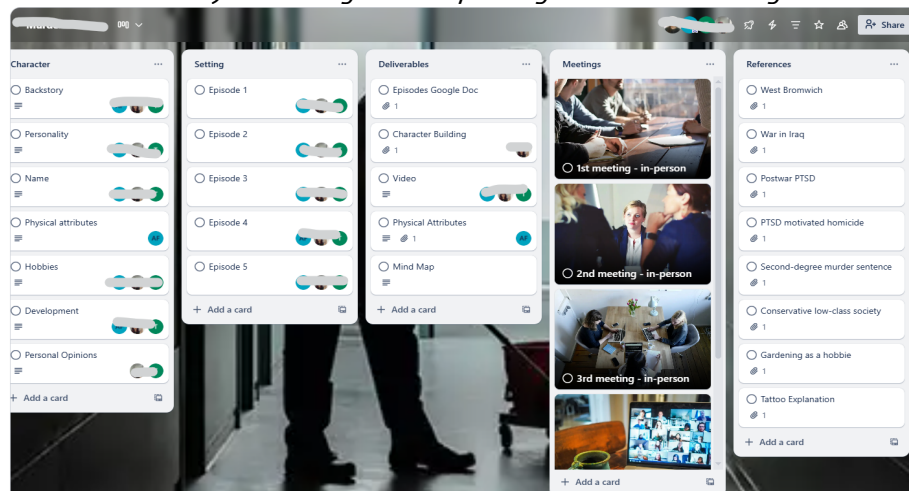 Share
Character
Backstory
Personality
Name
Physical attributes
AF
Hobbies
Development
Personal Opinions
+ Add a card
Setting
Episode 1
Episode 2
Episode 3
Episode 4
Episode 5
+ Add a card
Deliverables
Episodes Google Doc
1
Character Building
1
Video
Physical Attributes
1
AF
Mind Map
+ Add a card
Meetings
1st meeting - in-person
2nd meeting - in-person
3rd meeting - in-person
+ Add a card
References
West Bromwich
1
War in Iraq
1
Postwar PTSD
1
PTSD motivated homicide
1
Second-degree murder sentence
1
Conservative low-class society
1
Gardening as a hobbie
1
Tattoo Explanation
1
+ Add a card